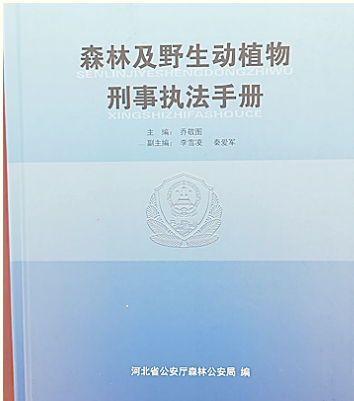 森林及野生动植物
SENLINJIYESHENGDONGZHIWU
刑事执法手册
XINGSHIZHIFASHOUCE
主 编： 乔敬图
副主编： 李雪凌 秦爱军
河北省公安厅森林公安局 编